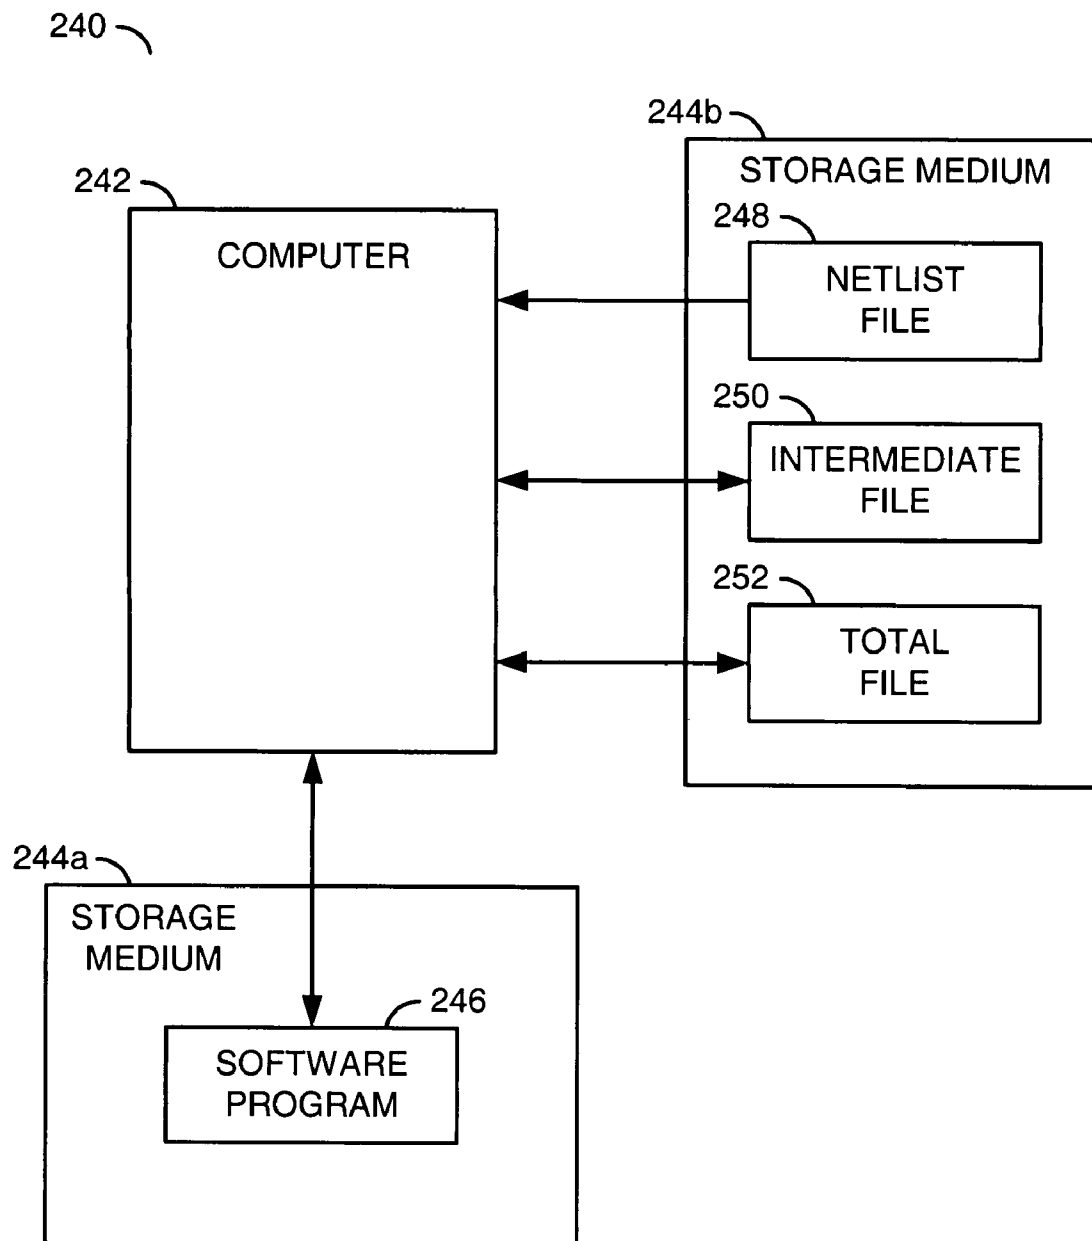 240
244b
STORAGE MEDIUM
242
COMPUTER
248
NETLIST
FILE
250
INTERMEDIATE
FILE
252
TOTAL
FILE
244a
STORAGE
MEDIUM
246
SOFTWARE
PROGRAM